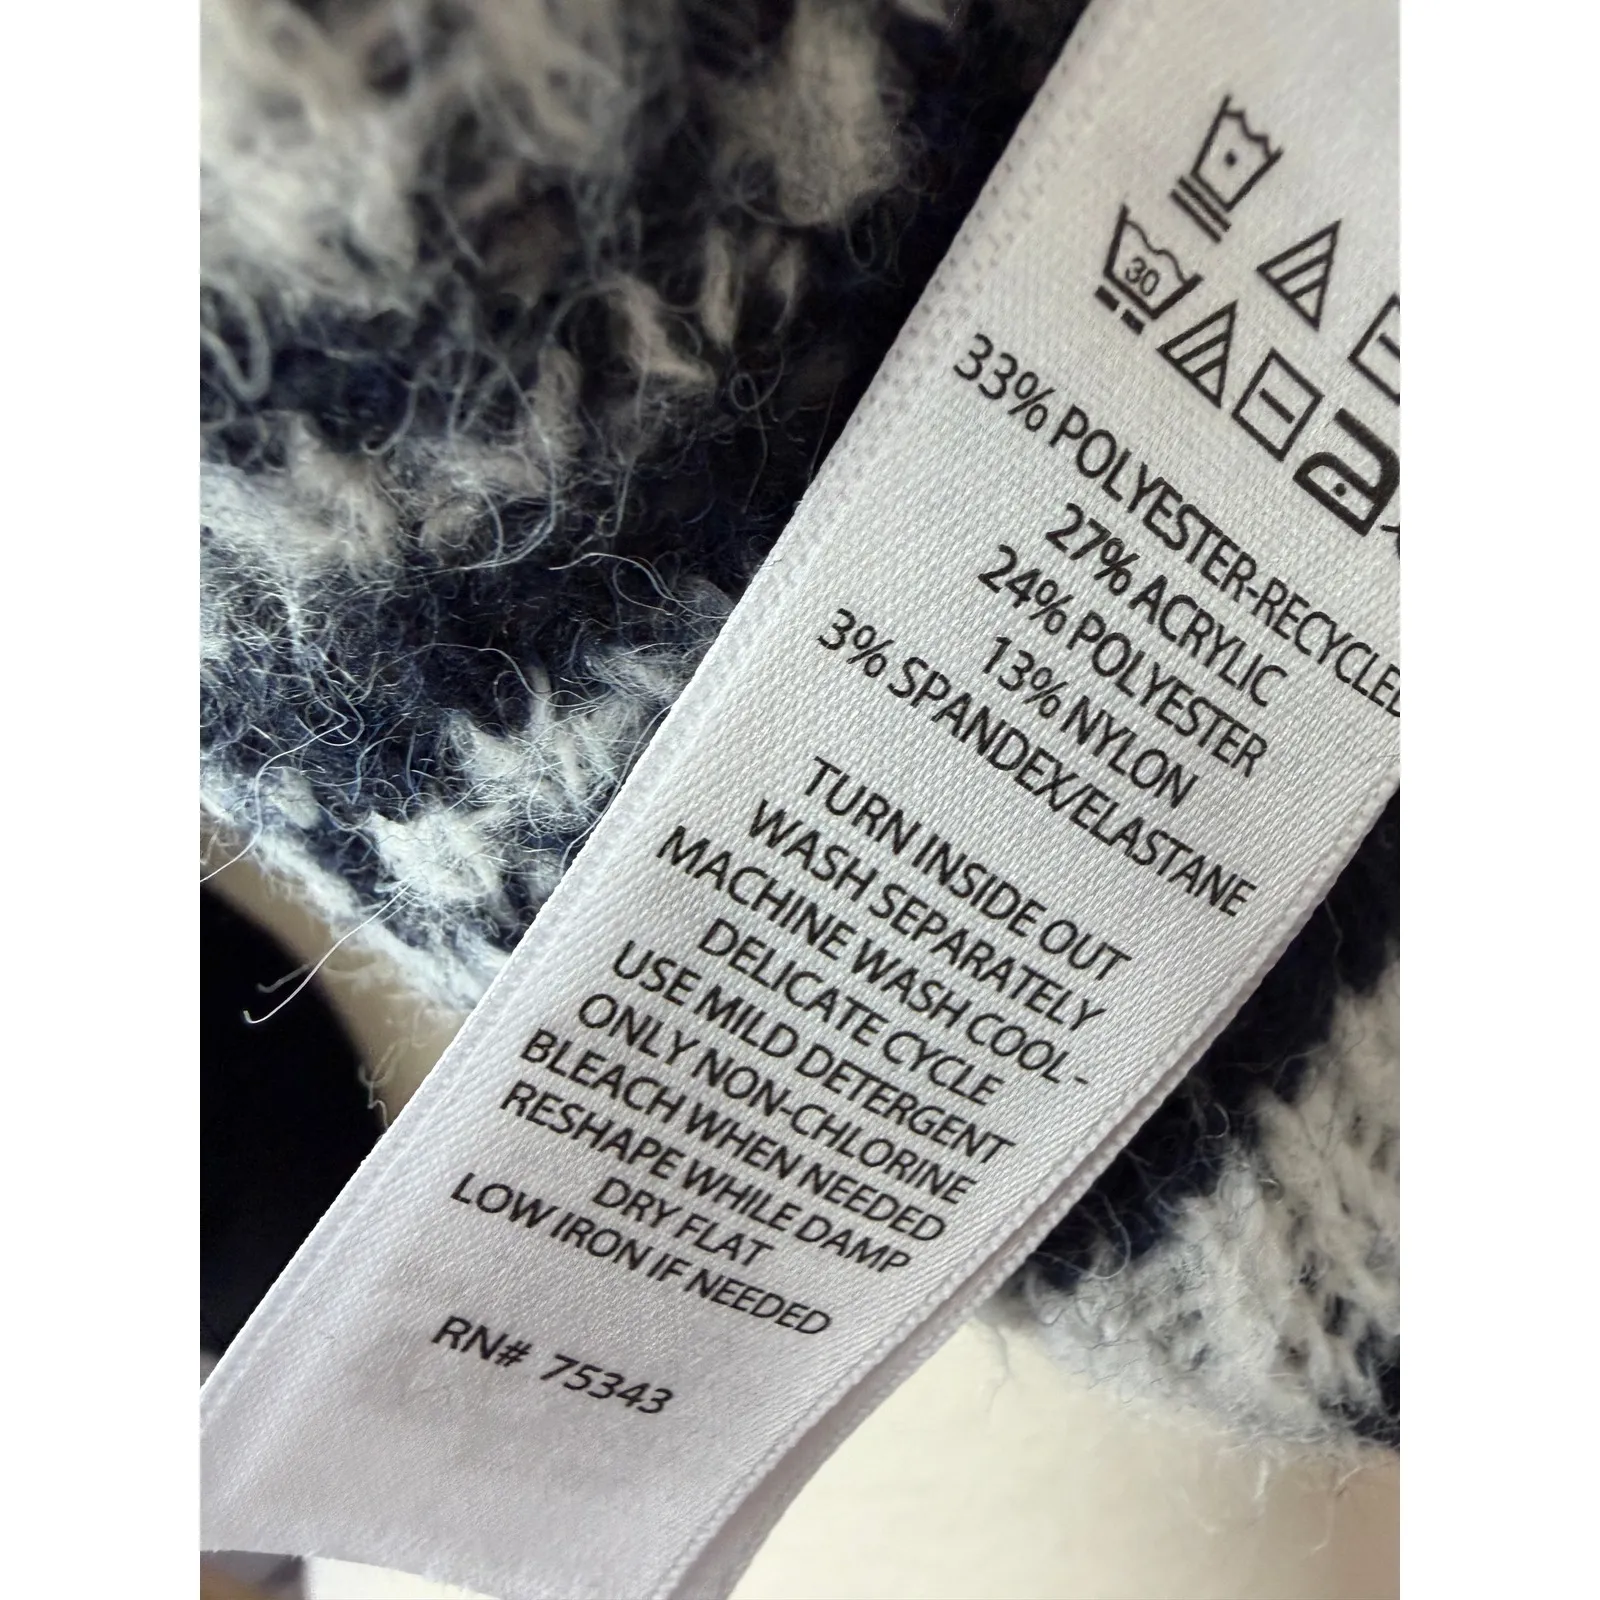 30
33% POLYESTER-RECYCLED
27% ACRYLIC
24% POLYESTER
13% NYLON
3% SPANDEX/ELASTANE
TURN INSIDE OUT
WASH SEPARATELY
MACHINE WASH COOL-
DELICATE CYCLE
USE MILD DETERGENT
ONLY NON-CHLORINE
BLEACH WHEN NEEDED
RESHAPE WHILE DAMP
DRY FLAT
LOW IRON IF NEEDED
RN# 75343